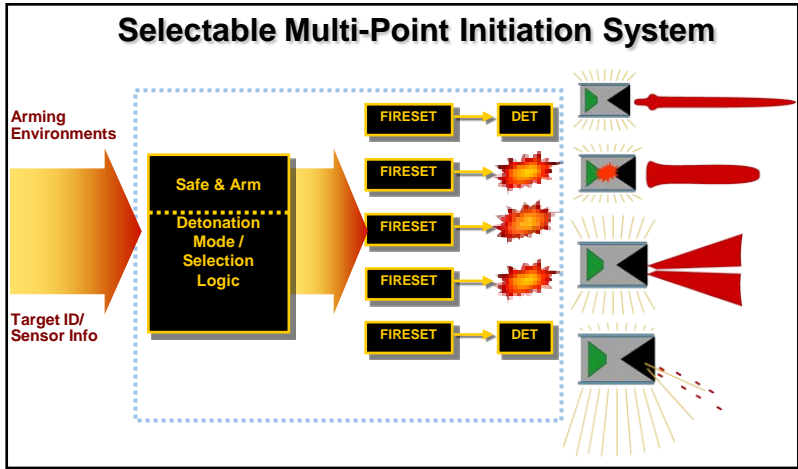 Selectable Multi-Point Initiation System
Arming
Environments
Target ID/
Sensor Info
Safe & Arm
Detonation
Mode /
Selection
Logic
FIRESET
DET
FIRESET
FIRESET
FIRESET
FIRESET
DET